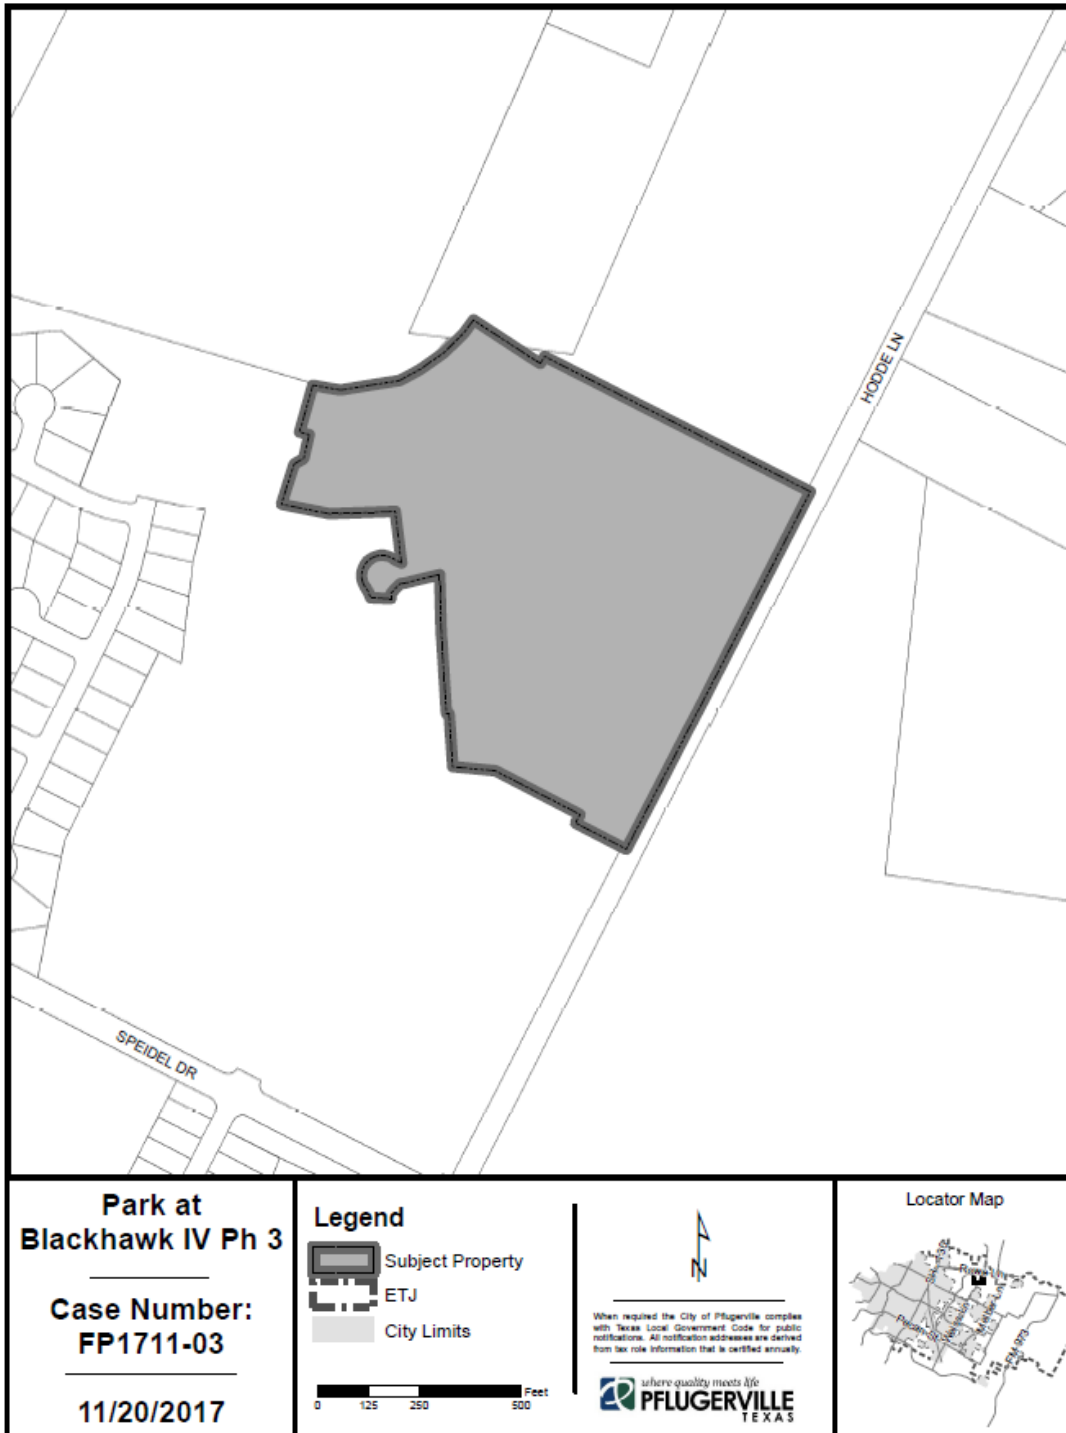 HODDE LN
SPEIDEL DR
Park at
Blackhawk IV Ph 3
Case Number:
FP1711-03
11/20/2017
Legend
Subject Property
ETJ
City Limits
Feet
0 125 250 500
N
When required the City of Pflugerville complies
with Texas Local Government Code for public
notifications. All notification addresses are derived
from tax role information that is certified annually.
where quality meets life
PFLUGERVILLE
TEXAS
Locator Map
FM 973